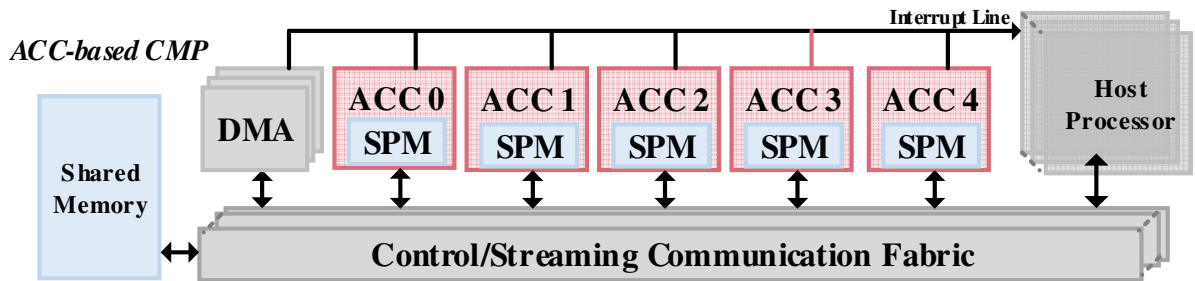 Interrupt Line
ACC-based CMP
Shared
Memory
DMA
ACC 0
SPM
ACC 1
SPM
ACC 2
SPM
ACC 3
SPM
ACC 4
SPM
Host
Processor
Control/Streaming Communication Fabric